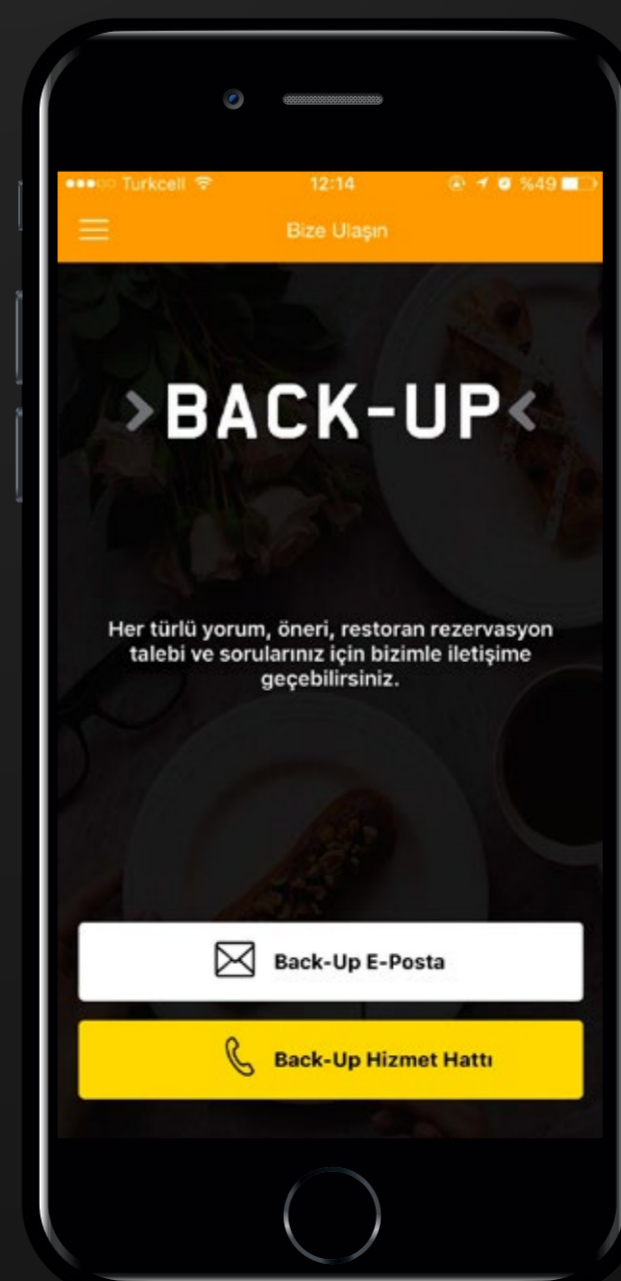 Turkcell 12:14 %49
Bize Ulaşın
>BACK-UP<
Her türlü yorum, öneri, restoran rezervasyon
talebi ve sorularınız için bizimle iletişime
geçebilirsiniz.
Back-Up E-Posta
Back-Up Hizmet Hattı